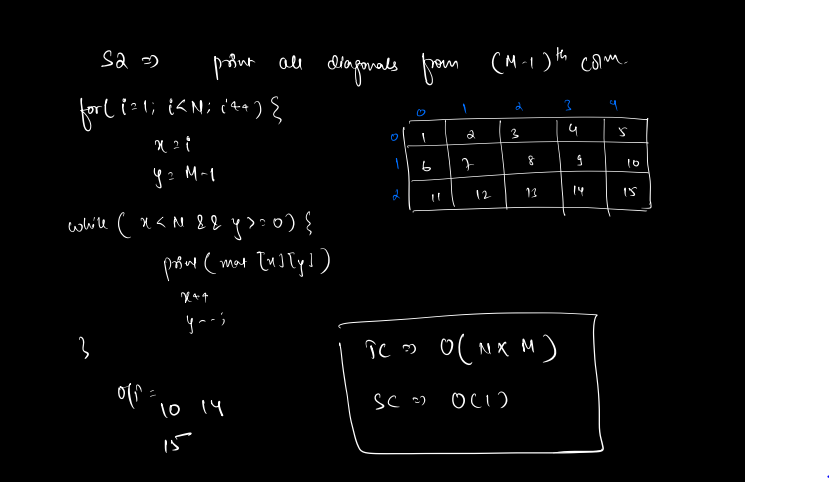 S2 => print all diagonals from (M-1)th colm.
for( i=1; i<N; i++) {
x=i
y=M-1
while ( x<N && y>=0) {
print ( mat [x][y] )
x++
y--;
}
O/P =
10 14
15
0 1 2 3 4
0 1 2 3 4 5
1 6 7 8 9 10
2 11 12 13 14 15
TC => O( N x M )
SC => O(1)